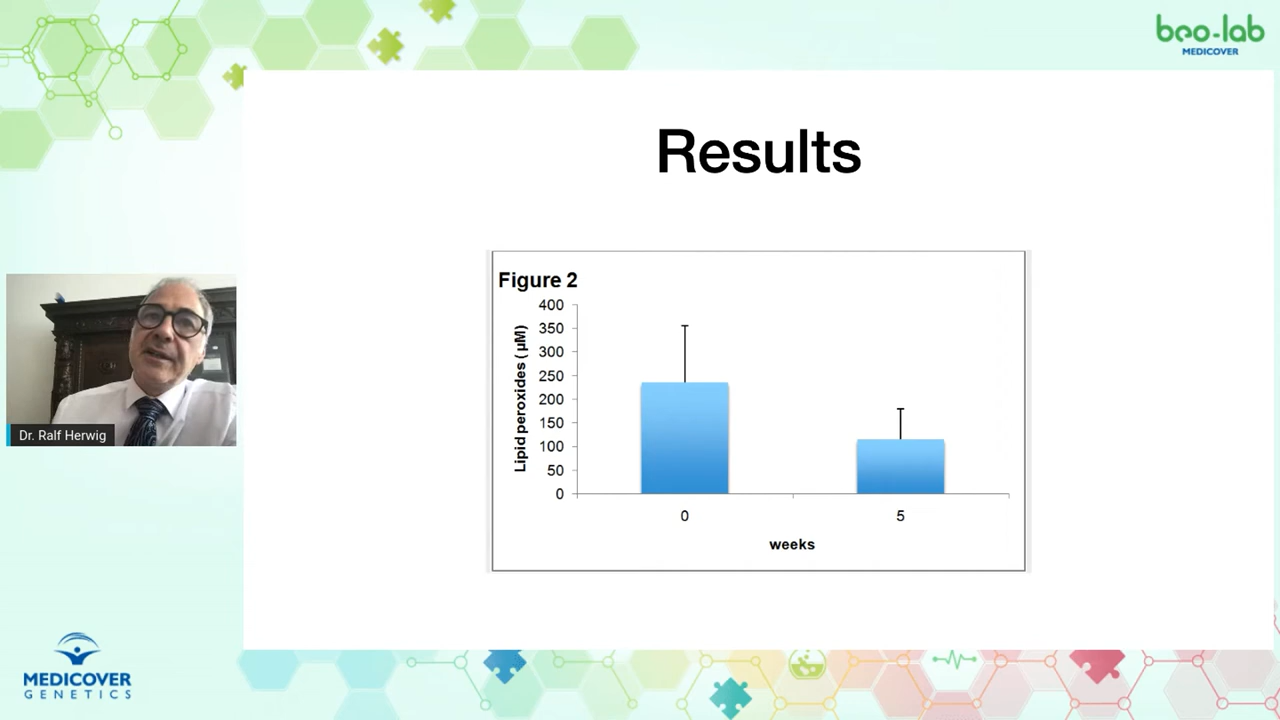 beo-lab
MEDICOVER
Results
Figure 2
Lipid peroxides ( µM)
400
350
300
250
200
150
100
50
0
0
5
weeks
Dr. Ralf Herwig
MEDICOVER
GENETICS